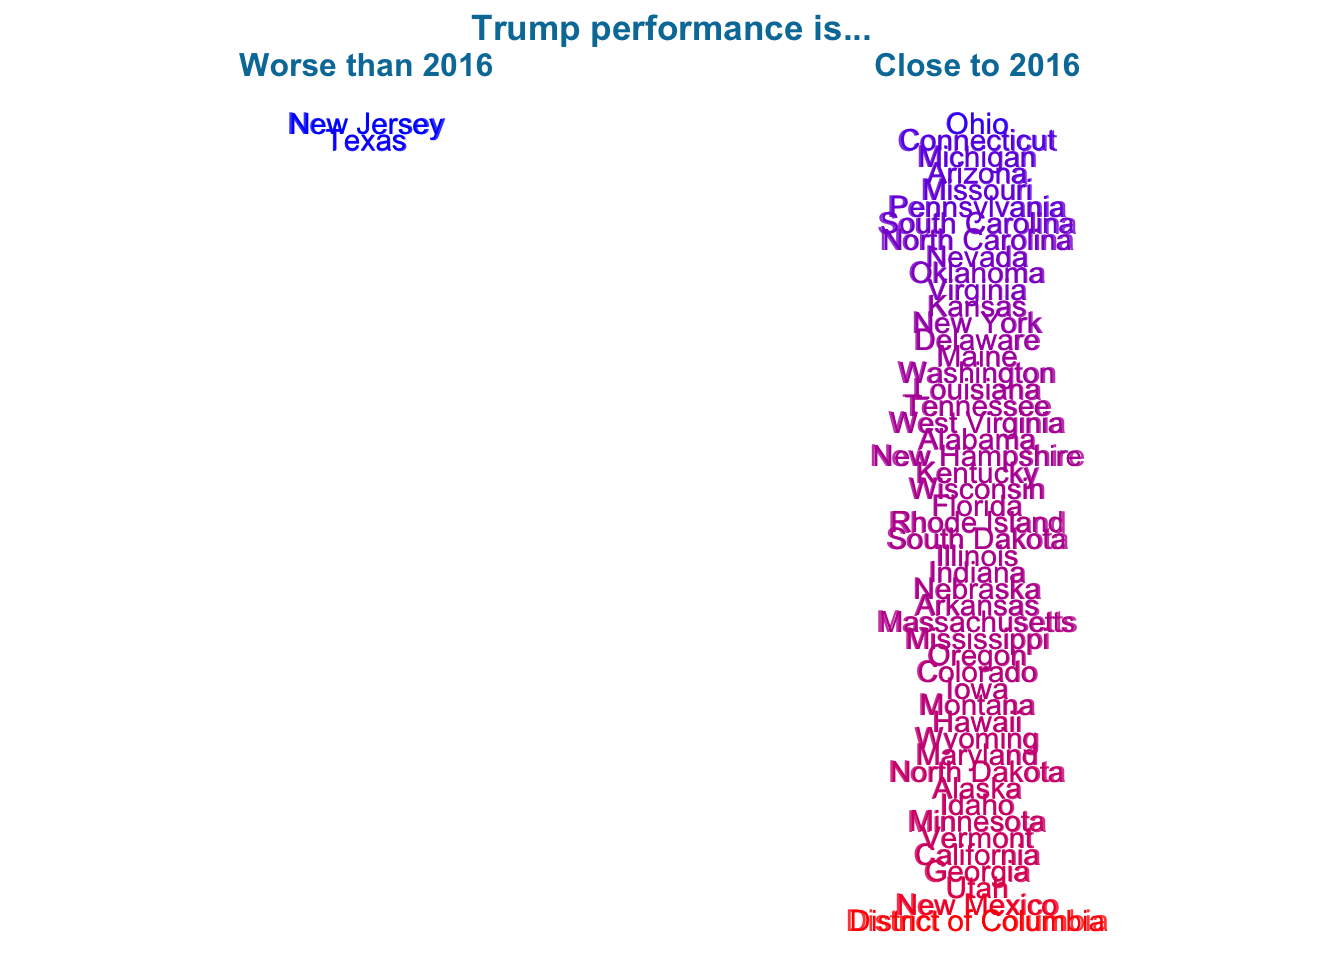 Trump performance is...
Worse than 2016
Close to 2016
New Jersey
Texas
Ohio
Connecticut
Michigan
Arizona
Missouri
Pennsylvania
South Carolina
North Carolina
Nevada
Oklahoma
Virginia
Kansas
New York
Delaware
Maine
Washington
Louisiana
Tennessee
West Virginia
Alabama
New Hampshire
Kentucky
Wisconsin
Florida
Rhode Island
South Dakota
Illinois
Indiana
Nebraska
Arkansas
Massachusetts
Mississippi
Oregon
Colorado
Iowa
Montana
Hawaii
Wyoming
Maryland
North Dakota
Alaska
Idaho
Minnesota
Vermont
California
Georgia
Utah
New Mexico
District of Columbia